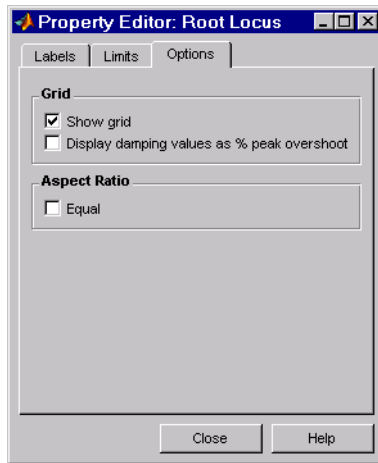 Property Editor: Root Locus
Labels Limits Options
Grid
Show grid
Display damping values as % peak overshoot
Aspect Ratio
Equal
Close Help